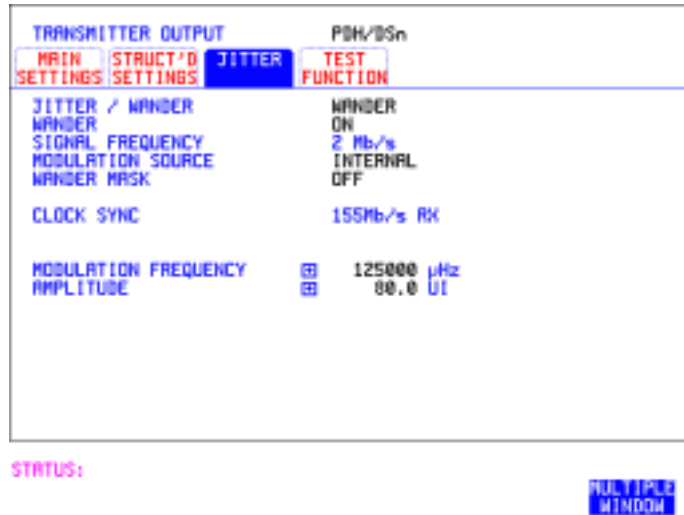 TRANSMITTER OUTPUT PDH/DSn
MAIN SETTINGS STRUCT'D SETTINGS JITTER TEST FUNCTION
JITTER / WANDER WANDER
WANDER ON
SIGNAL FREQUENCY 2 Mb/s
MODULATION SOURCE INTERNAL
WANDER MASK OFF
CLOCK SYNC 155Mb/s RX
MODULATION FREQUENCY + 125000 µHz
AMPLITUDE + 80.0 UI
STATUS:
MULTIPLE
WINDOW